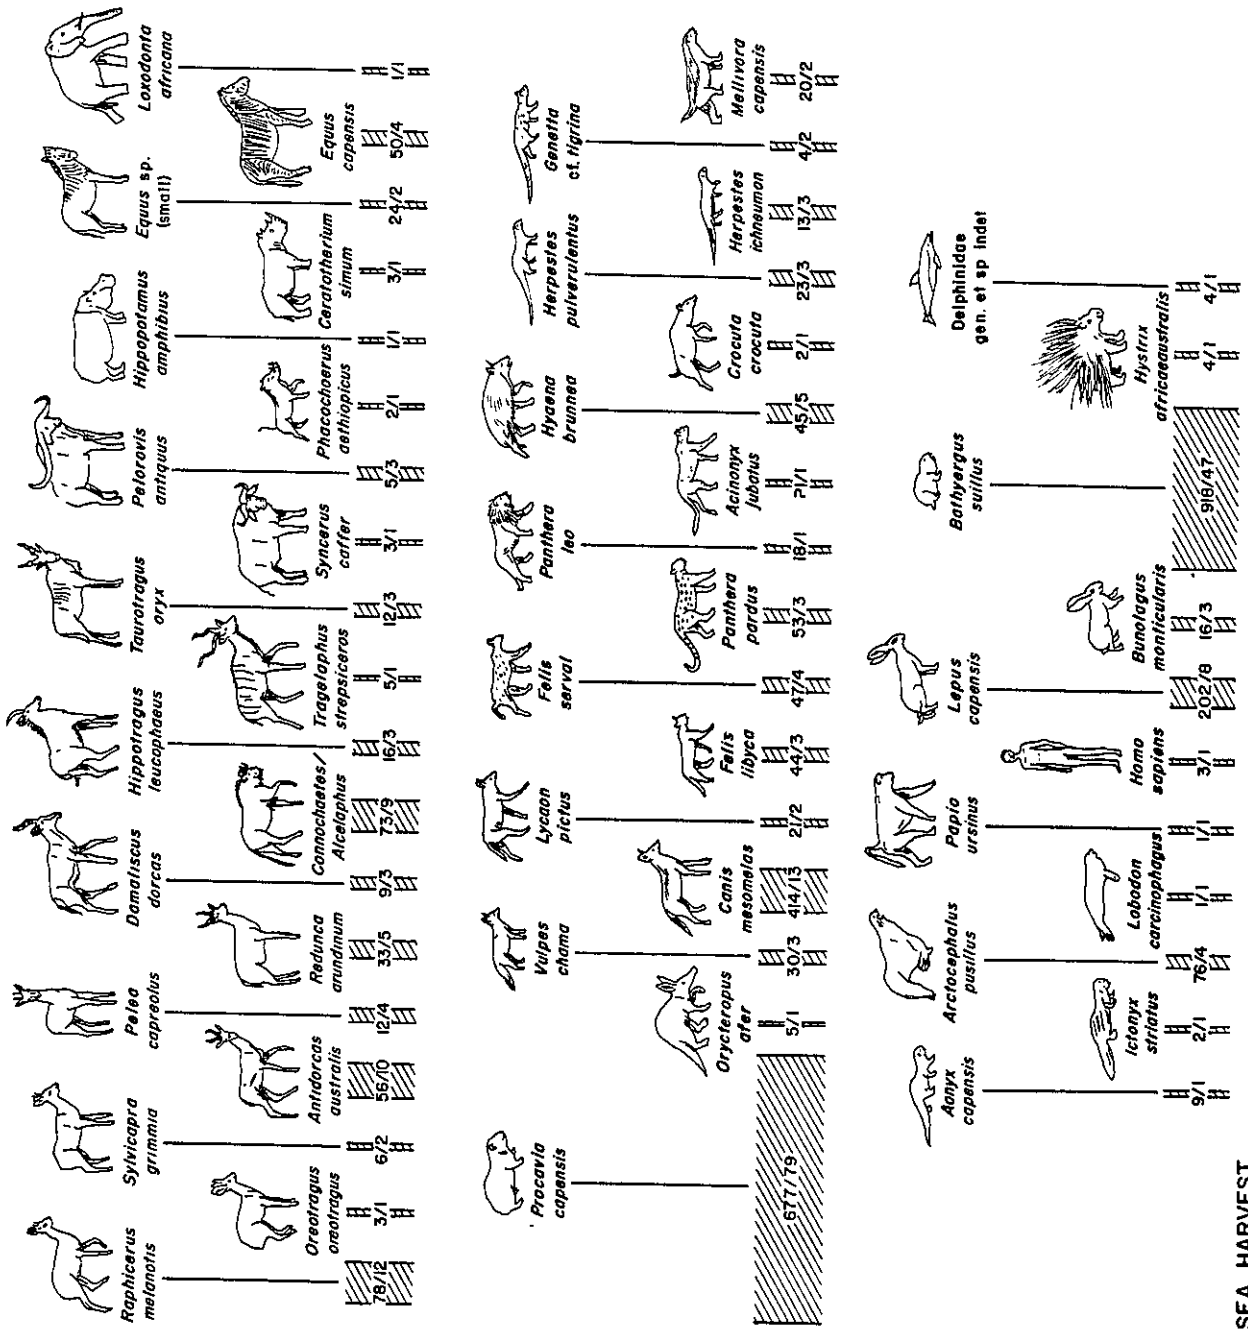 Raphicerus
melanotis
78/12
Oreotragus
oreotragus
3/1
Sylvicapra
grimmia
6/2
Antidorcas
australis
56/10
Pelea
capreolus
12/4
Redunca
arundinum
33/5
Damaliscus
dorcas
9/3
Connochaetes/
Alcelaphus
73/9
Hippotragus
leucophaeus
16/3
Tragelaphus
strepsiceros
5/1
Taurotragus
oryx
12/3
Syncerus
caffer
3/1
Pelorovis
antiquus
5/3
Phacochoerus
aethiopicus
2/1
Hippopotamus
amphibius
1/1
Ceratotherium
simum
3/1
Equus sp.
(small)
24/2
Equus
capensis
50/4
Loxodonta
africana
1/1
Procavia
capensis
677/79
Orycteropus
afer
5/1
Vulpes
chama
30/3
Canis
mesomelas
414/13
Lycaon
pictus
21/2
Felis
libyca
44/3
Felis
serval
47/4
Panthera
pardus
53/3
Panthera
leo
18/1
Acinonyx
jubatus
21/1
Hyaena
brunnea
45/5
Crocuta
crocuta
2/1
Herpestes
pulverulentus
23/3
Herpestes
ichneumon
13/3
Genetta
cf. tigrina
4/2
Mellivora
capensis
20/2
Aonyx
capensis
9/1
Ictonyx
striatus
2/1
Arctocephalus
pusillus
76/4
Lobodon
carcinophagus
1/1
Papio
ursinus
1/1
Homo
sapiens
3/1
Lepus
capensis
202/8
Bunolagus
monticularis
16/3
Bathyergus
suillus
918/47
Hystrix
africaeaustralis
4/1
Delphinidae
gen. et sp indet
4/1
SEA HARVEST